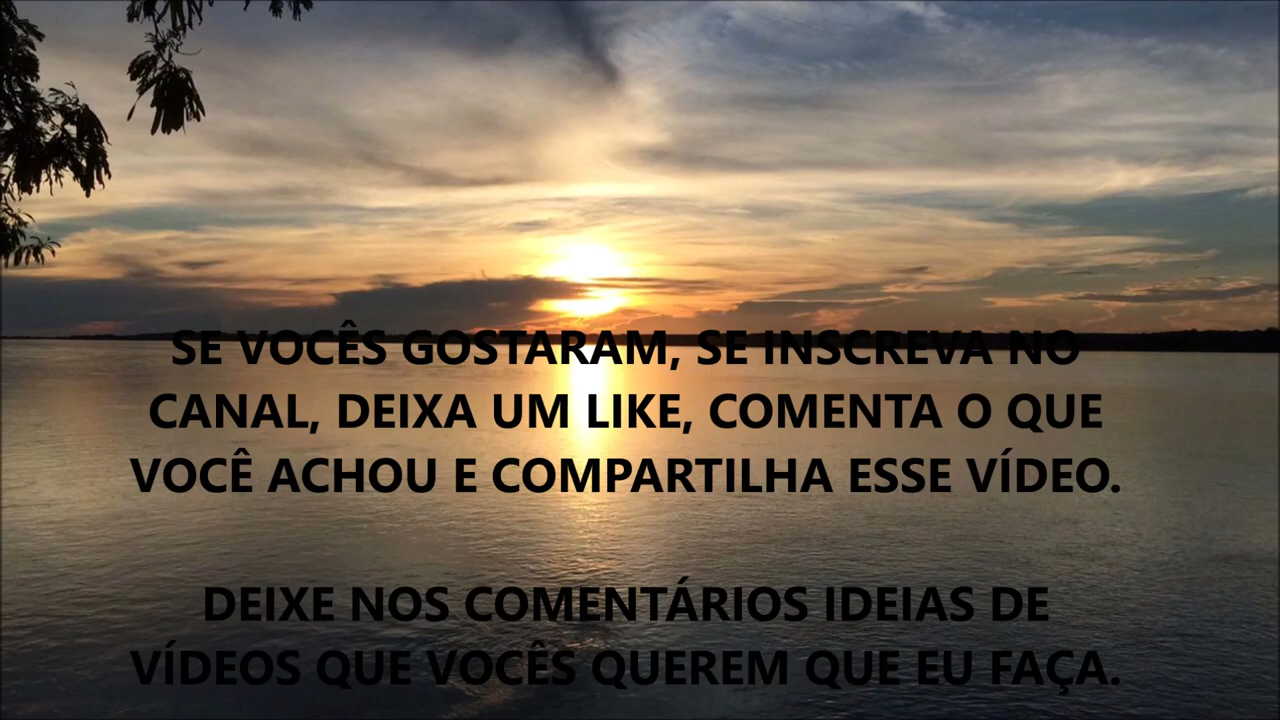 SE VOCÊS GOSTARAM, SE INSCREVA NO
CANAL, DEIXA UM LIKE, COMENTA O QUE
VOCÊ ACHOU E COMPARTILHA ESSE VÍDEO.
DEIXE NOS COMENTÁRIOS IDEIAS DE
VÍDEOS QUE VOCÊS QUEREM QUE EU FAÇA.